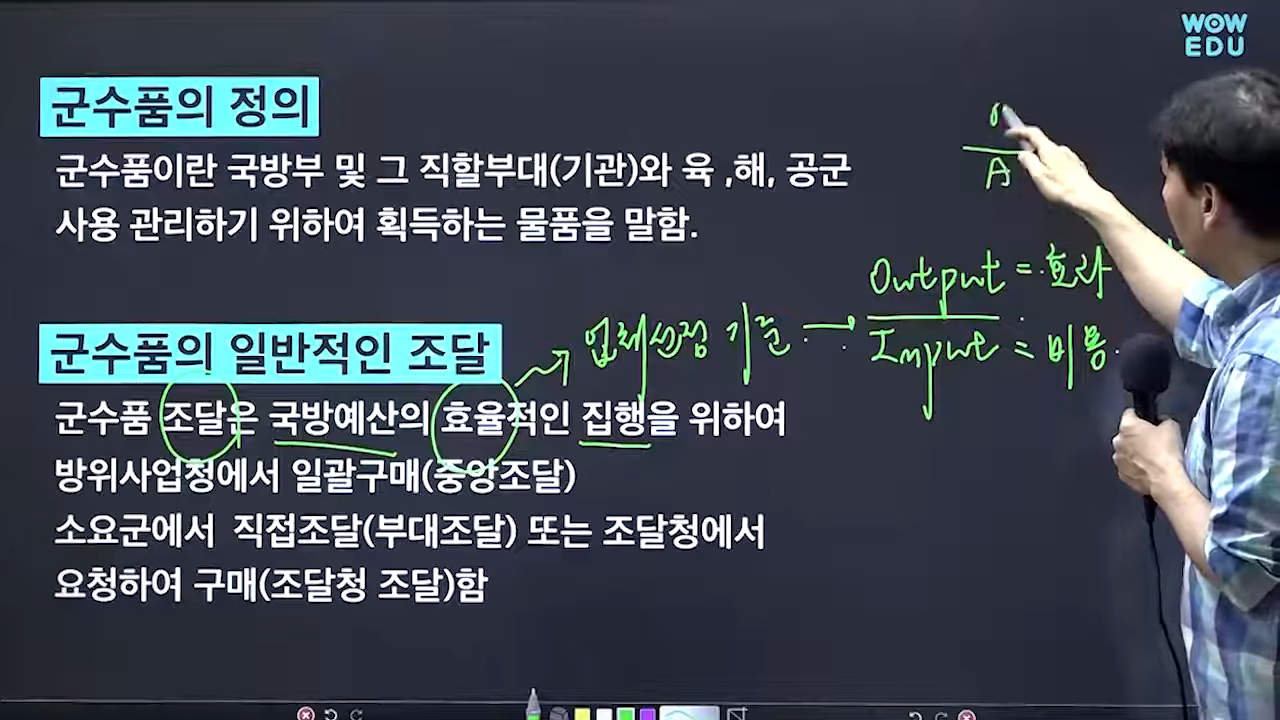 WOW
EDU
군수품의 정의
군수품이란 국방부 및 그 직할부대(기관)와 육 ,해, 공군
사용 관리하기 위하여 획득하는 물품을 말함.
A
Output = 효과
Input = 비용
업체선정 기준 →
군수품의 일반적인 조달
군수품 조달은 국방예산의 효율적인 집행을 위하여
방위사업청에서 일괄구매(중앙조달)
소요군에서 직접조달(부대조달) 또는 조달청에서
요청하여 구매(조달청 조달)함